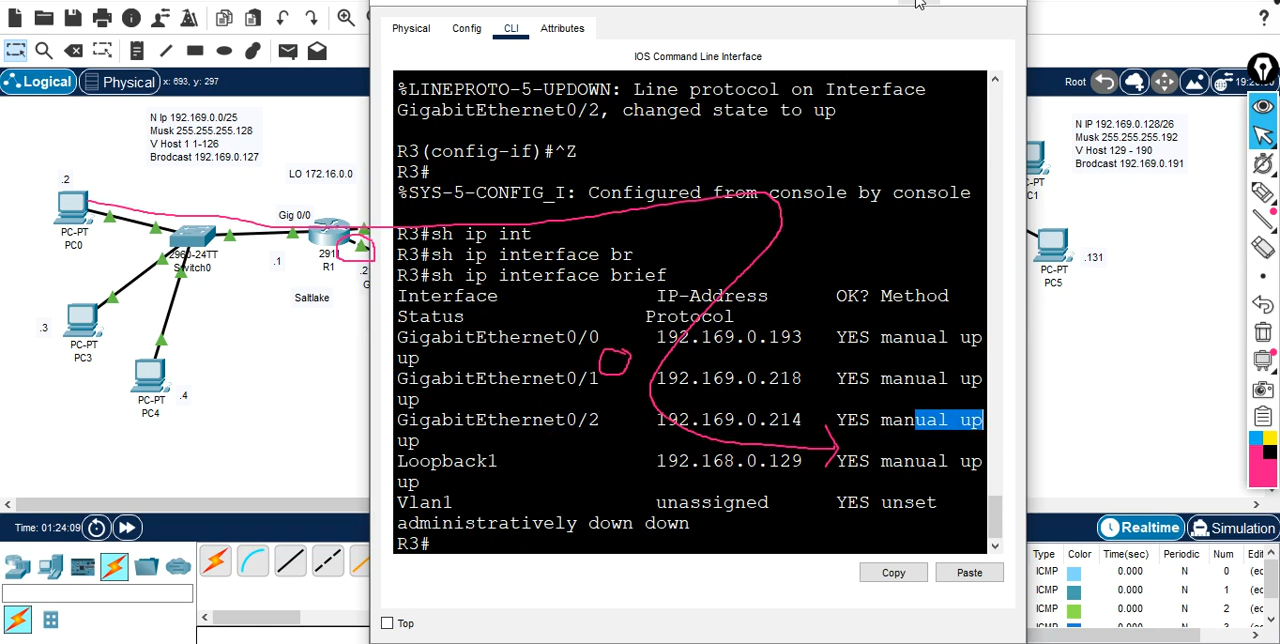 Physical
Config
CLI
Attributes
IOS Command Line Interface
Logical
Physical
x: 693, y: 297
Root
N Ip 192.169.0.0/25
Musk 255.255.255.128
V Host 1 1-126
Brodcast 192.169.0.127
LO 172.16.0.0
.2
PC-PT
PC0
2960-24TT
Switch0
Gig 0/0
.1
291
R1
.2
G
Saltlake
.3
PC-PT
PC3
PC-PT
PC4
.4
%LINEPROTO-5-UPDOWN: Line protocol on Interface
GigabitEthernet0/2, changed state to up
R3(config-if)#^Z
R3#
%SYS-5-CONFIG_I: Configured from console by console
R3#sh ip int
R3#sh ip interface br
R3#sh ip interface brief
Interface IP-Address OK? Method
Status Protocol
GigabitEthernet0/0 192.169.0.193 YES manual up
up
GigabitEthernet0/1 192.169.0.218 YES manual up
up
GigabitEthernet0/2 192.169.0.214 YES manual up
up
Loopback1 192.168.0.129 YES manual up
up
Vlan1 unassigned YES unset
administratively down down
R3#
Copy
Paste
Top
N IP 192.169.0.128/26
Musk 255.255.255.192
V Host 129 - 190
Brodcast 192.169.0.191
-PT
C1
PC-PT
PC5
.131
Time: 01:24:09
Realtime
Simulation
Type Color Time(sec) Periodic Num Edit
ICMP 0.000 N 0 (ec
ICMP 0.000 N 1 (ec
ICMP 0.000 N 2 (ec